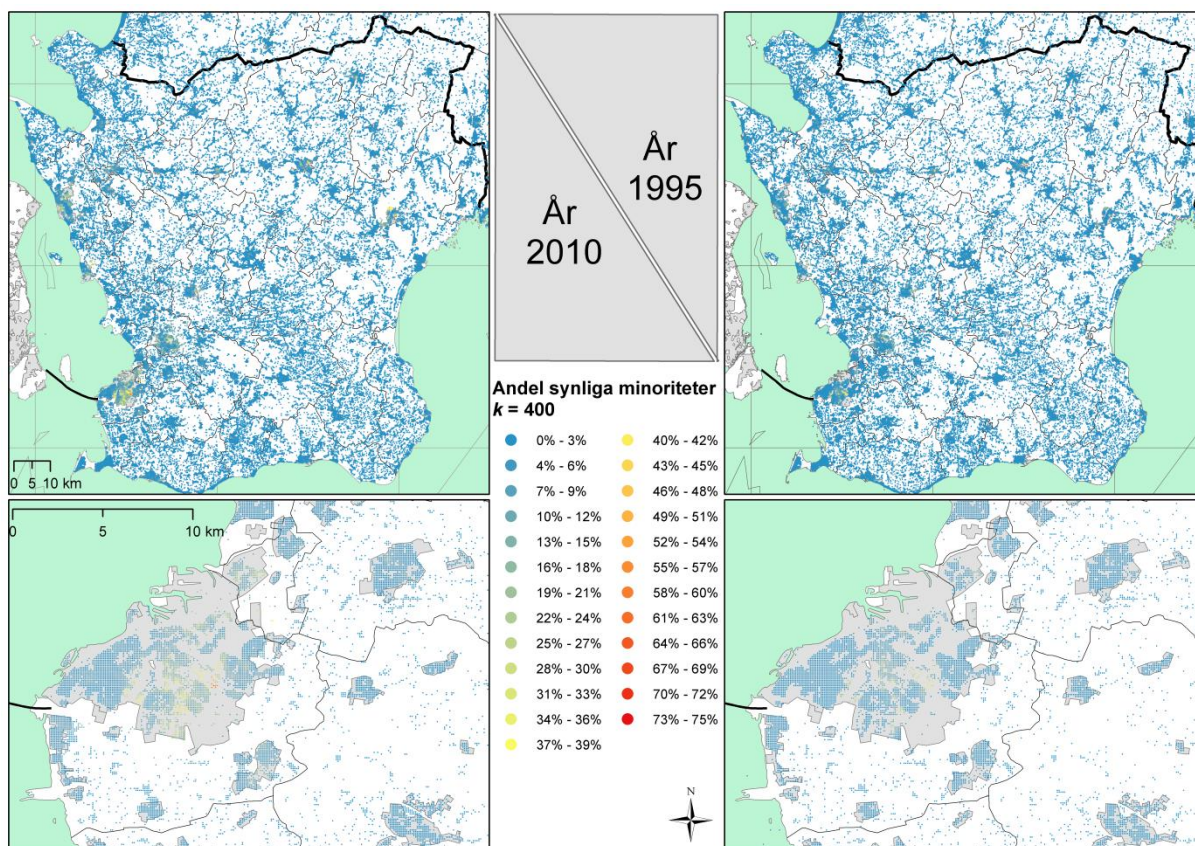 År
1995
År
2010
Andel synliga minoriteter
k = 400
0% - 3%
4% - 6%
7% - 9%
10% - 12%
13% - 15%
16% - 18%
19% - 21%
22% - 24%
25% - 27%
28% - 30%
31% - 33%
34% - 36%
37% - 39%
40% - 42%
43% - 45%
46% - 48%
49% - 51%
52% - 54%
55% - 57%
58% - 60%
61% - 63%
64% - 66%
67% - 69%
70% - 72%
73% - 75%
0 5 10 km
0 5 10 km
N